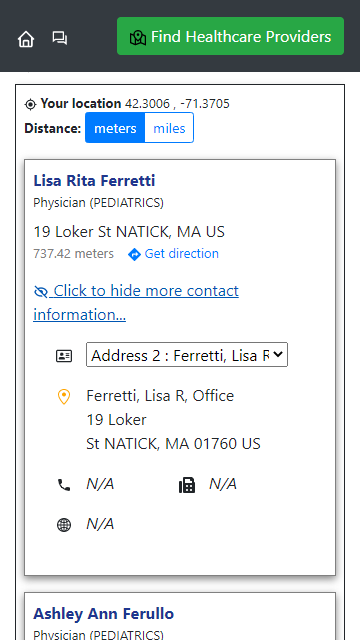 Find Healthcare Providers
Your location 42.3006 , -71.3705
Distance: meters miles
Lisa Rita Ferretti
Physician (PEDIATRICS)
19 Loker St NATICK, MA US
737.42 meters Get direction
Click to hide more contact
information...
Address 2 : Ferretti, Lisa R
Ferretti, Lisa R, Office
19 Loker
St NATICK, MA 01760 US
N/A N/A
N/A
Ashley Ann Ferullo
Physician (PEDIATRICS)